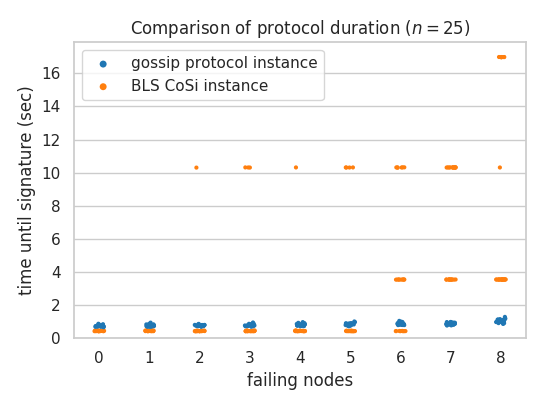 Comparison of protocol duration (n = 25)
gossip protocol instance
BLS CoSi instance
time until signature (sec)
16
14
12
10
8
6
4
2
0
0 1 2 3 4 5 6 7 8
failing nodes